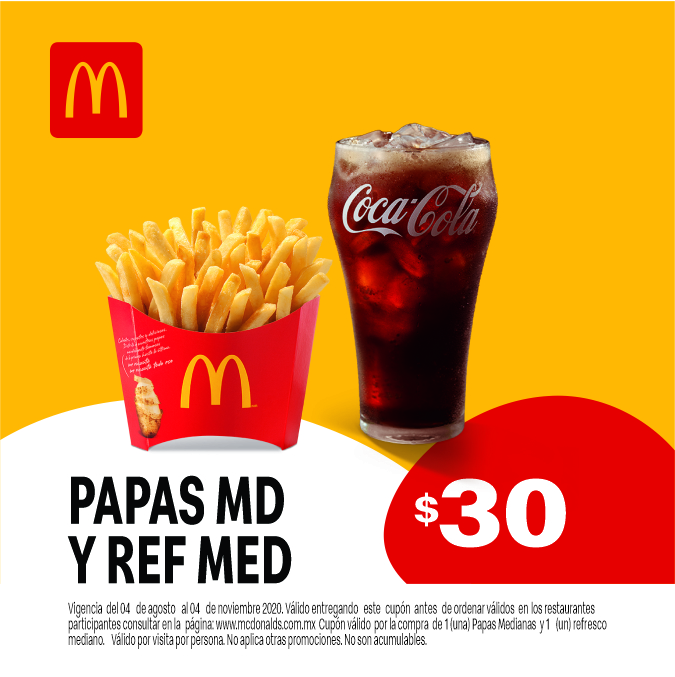 Coca-Cola
PAPAS MD
Y REF MED
$30
Vigencia del 04 de agosto al 04 de noviembre 2020. Válido entregando este cupón antes de ordenar válidos en los restaurantes
participantes consultar en la página: www.mcdonalds.com.mx Cupón válido por la compra de 1 (una) Papas Medianas y 1 (un) refresco
mediano. Válido por visita por persona. No aplica otras promociones. No son acumulables.